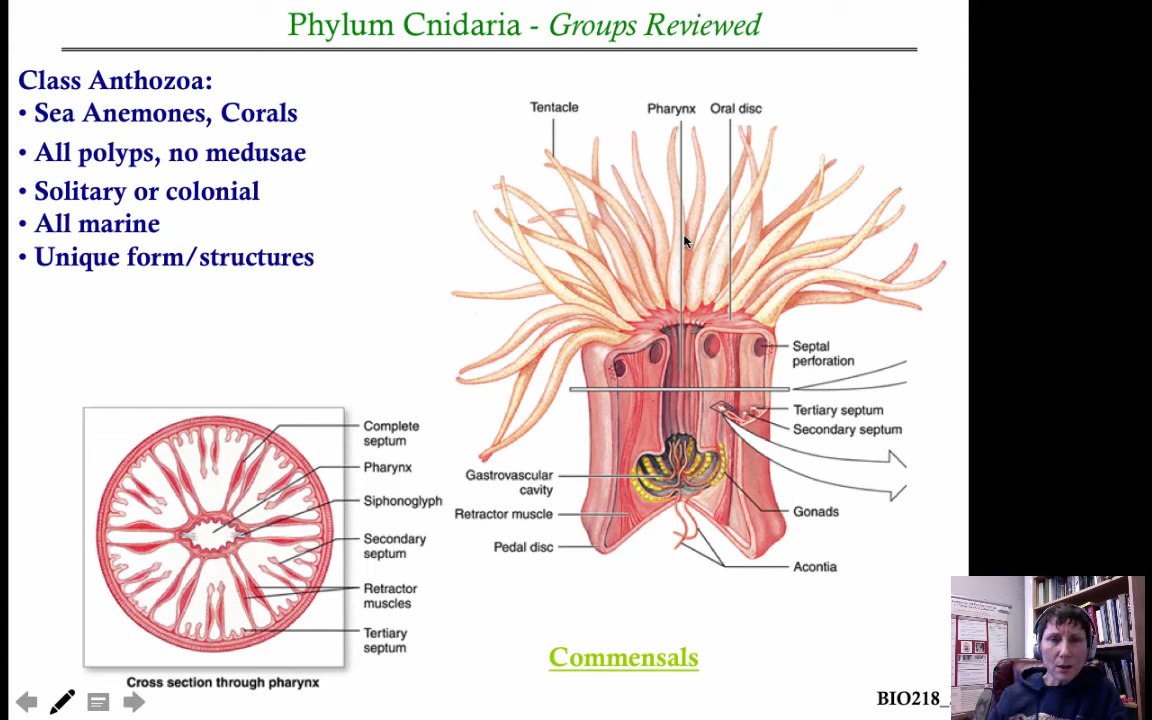 Phylum Cnidaria - Groups Reviewed
Class Anthozoa:
• Sea Anemones, Corals
• All polyps, no medusae
• Solitary or colonial
• All marine
• Unique form/structures
Tentacle
Pharynx
Oral disc
Septal
perforation
Tertiary septum
Secondary septum
Gastrovascular
cavity
Retractor muscle
Pedal disc
Gonads
Acontia
Complete
septum
Pharynx
Siphonoglyph
Secondary
septum
Retractor
muscles
Tertiary
septum
Cross section through pharynx
Commensals
BIO218_